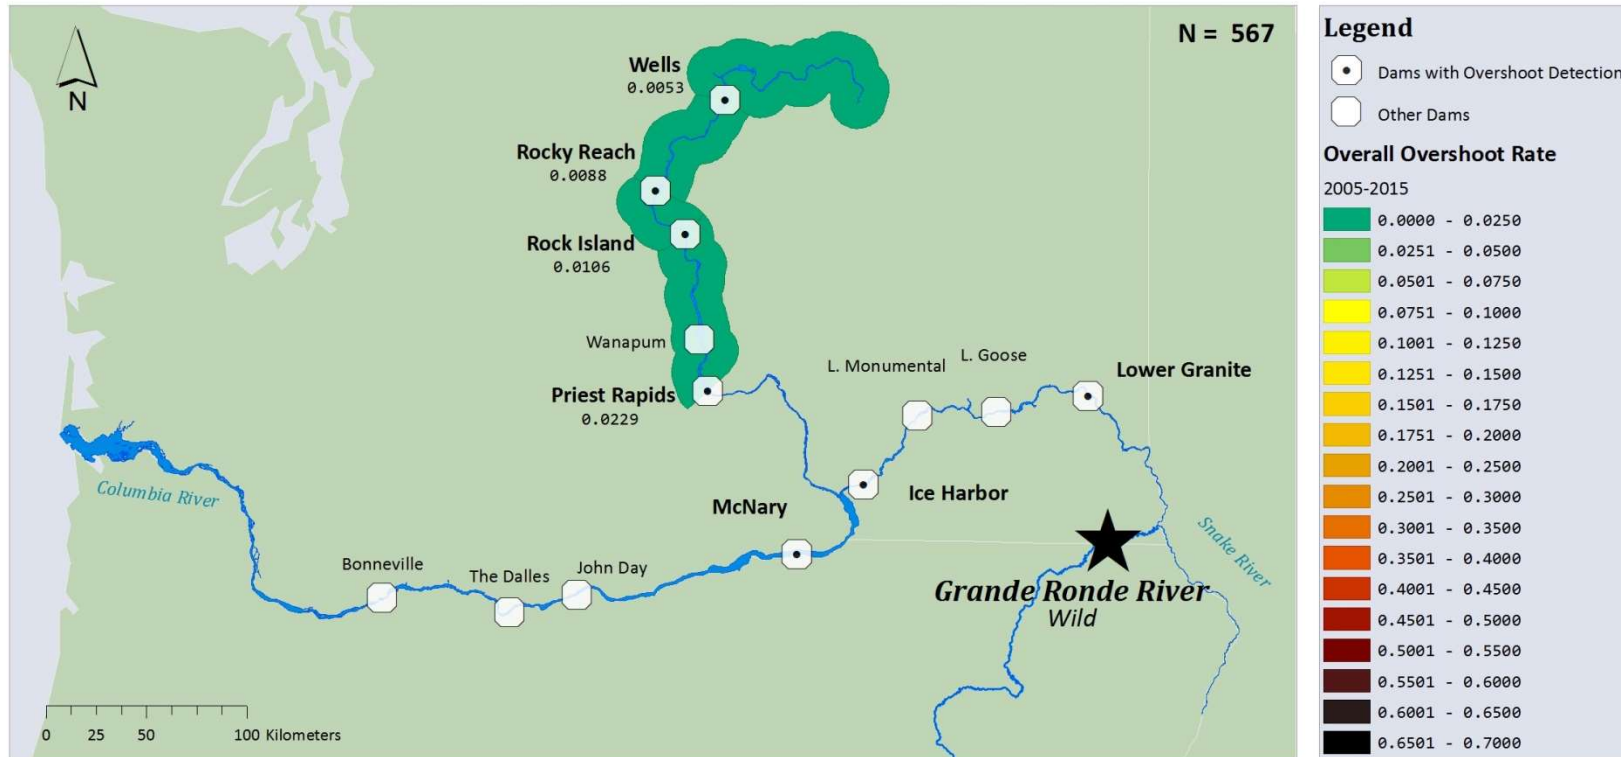 N = 567
N
Wells
0.0053
Rocky Reach
0.0088
Rock Island
0.0106
Wanapum
Priest Rapids
0.0229
L. Monumental
L. Goose
Lower Granite
Columbia River
McNary
Ice Harbor
Snake River
Bonneville
The Dalles
John Day
Grande Ronde River
Wild
0 25 50 100 Kilometers
Legend
Dams with Overshoot Detection
Other Dams
Overall Overshoot Rate
2005-2015
0.0000 - 0.0250
0.0251 - 0.0500
0.0501 - 0.0750
0.0751 - 0.1000
0.1001 - 0.1250
0.1251 - 0.1500
0.1501 - 0.1750
0.1751 - 0.2000
0.2001 - 0.2500
0.2501 - 0.3000
0.3001 - 0.3500
0.3501 - 0.4000
0.4001 - 0.4500
0.4501 - 0.5000
0.5001 - 0.5500
0.5501 - 0.6000
0.6001 - 0.6500
0.6501 - 0.7000